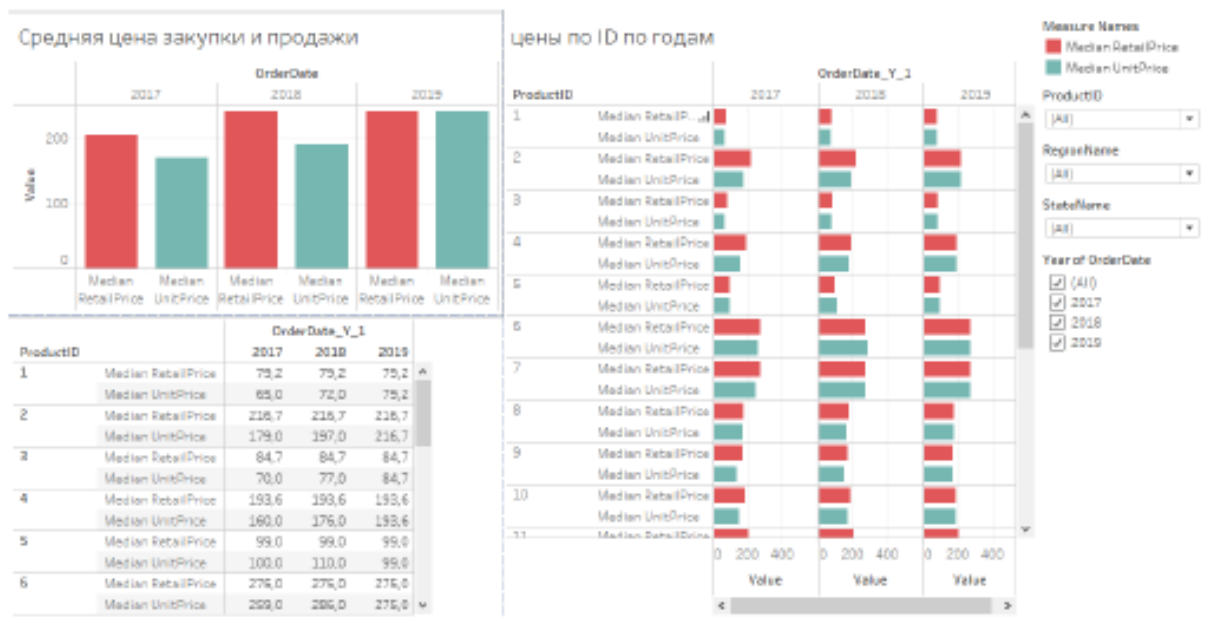 Средняя цена закупки и продажи
OrderDate
2017 2018 2019
Value
200
100
0
Median RetailPrice Median UnitPrice Median RetailPrice Median UnitPrice Median RetailPrice Median UnitPrice
OrderDate_Y_1
ProductID 2017 2018 2019
1 Median RetailPrice 79,2 79,2 79,2
Median UnitPrice 65,0 72,0 79,2
2 Median RetailPrice 216,7 216,7 216,7
Median UnitPrice 179,0 197,0 216,7
3 Median RetailPrice 84,7 84,7 84,7
Median UnitPrice 70,0 77,0 84,7
4 Median RetailPrice 193,6 193,6 193,6
Median UnitPrice 160,0 176,0 193,6
5 Median RetailPrice 99,0 99,0 99,0
Median UnitPrice 100,0 110,0 99,0
6 Median RetailPrice 275,0 275,0 275,0
Median UnitPrice 286,0 275,0
цены по ID по годам
OrderDate_Y_1
ProductID 2017 2018 2019
1 Median RetailP..
Median UnitPrice
2 Median RetailPrice
Median UnitPrice
3 Median RetailPrice
Median UnitPrice
4 Median RetailPrice
Median UnitPrice
5 Median RetailPrice
Median UnitPrice
6 Median RetailPrice
Median UnitPrice
7 Median RetailPrice
Median UnitPrice
8 Median RetailPrice
Median UnitPrice
9 Median RetailPrice
Median UnitPrice
10 Median RetailPrice
Median UnitPrice
11 Median RetailPrice
0 200 400 0 200 400 0 200 400
Value Value Value
Measure Names
Median RetailPrice
Median UnitPrice
ProductID
(All)
RegionName
(All)
StateName
(All)
Year of OrderDate
(All)
2017
2018
2019